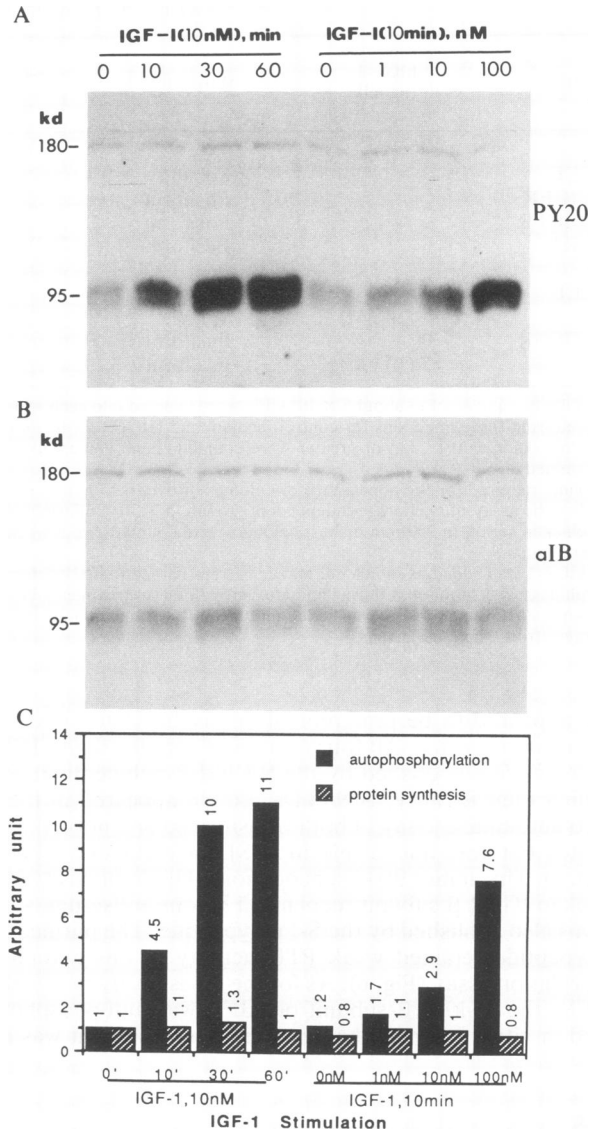 A
IGF-I(10nM), min IGF-I(10min), nM
0 10 30 60 0 1 10 100
kd
180-
PY20
95-
B
kd
180-
αIB
95-
C
14
12
10
8
6
4
2
0
Arbitrary unit
autophosphorylation
protein synthesis
1 1 4.5 1.1 10 1.3 11 1 1.2 0.8 1.7 1.1 2.9 1 7.6 0.8
0' 10' 30' 60' 0nM 1nM 10nM 100nM
IGF-1,10nM IGF-1,10min
IGF-1 Stimulation